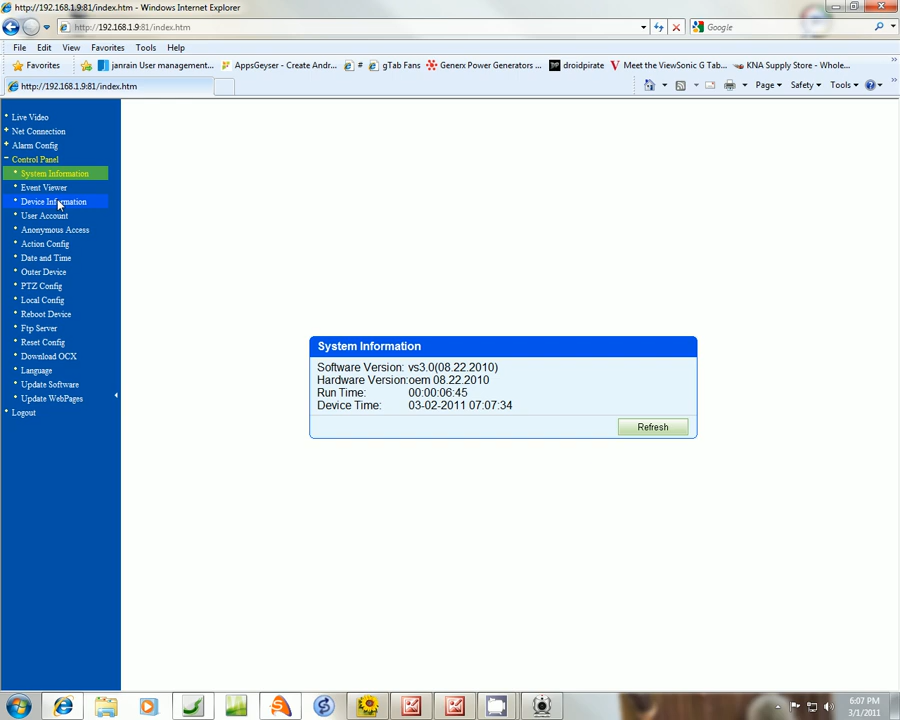 http://192.168.1.9:81/index.htm - Windows Internet Explorer
http://192.168.1.9:81/index.htm
Google
File Edit View Favorites Tools Help
Favorites janrain User management... AppsGeyser - Create Andr... # gTab Fans Generx Power Generators ... droidpirate Meet the ViewSonic G Tab... KNA Supply Store - Whole...
http://192.168.1.9:81/index.htm
Page Safety Tools
Live Video
Net Connection
Alarm Config
Control Panel
System Information
Event Viewer
Device Information
User Account
Anonymous Access
Action Config
Date and Time
Outer Device
PTZ Config
Local Config
Reboot Device
Ftp Server
Reset Config
Download OCX
Language
Update Software
Update WebPages
Logout
System Information
Software Version: vs3.0(08.22.2010)
Hardware Version:oem 08.22.2010
Run Time: 00:00:06:45
Device Time: 03-02-2011 07:07:34
Refresh
6:07 PM
3/1/2011